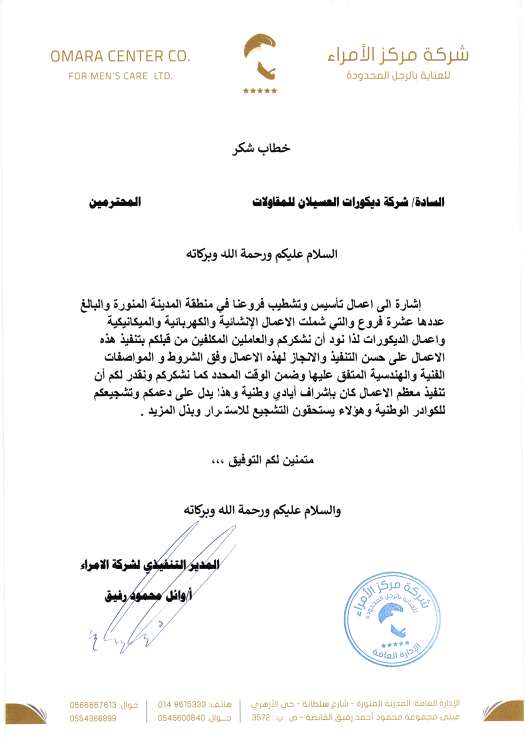 OMARA CENTER CO.
FOR MEN'S CARE LTD.
شركة مركز الأمراء
للعناية بالرجل المحدودة
خطاب شكر
السادة/ شركة ديكورات العسيلان للمقاولات المحترمين
السلام عليكم ورحمة الله وبركاته
إشارة الى اعمال تأسيس وتشطيب فروعنا في منطقة المدينة المنورة والبالغ
عددها عشرة فروع والتي شملت الاعمال الإنشائية والكهربائية والميكانيكية
واعمال الديكورات لذا نود أن نشكركم والعاملين المكلفين من قبلكم بتنفيذ هذه
الاعمال على حسن التنفيذ والانجاز لهذه الاعمال وفق الشروط و المواصفات
الفنية والهندسية المتفق عليها وضمن الوقت المحدد كما نشكركم ونقدر لكم أن
تنفيذ معظم الاعمال كان بإشراف أيادي وطنية وهذا يدل على دعمكم وتشجيعكم
للكوادر الوطنية وهؤلاء يستحقون التشجيع للاستمرار وبذل المزيد .
متمنين لكم التوفيق ،،،
والسلام عليكم ورحمة الله وبركاته
المدير التنفيذي لشركة الامراء
أ/وائل محمود رفيق
شركة مركز الأمراء
للعناية بالرجل المحدودة
الإدارة العامة
الإدارة العامة: المدينة المنورة - شارع سلطانة - حي الأزهري
مبنى مجموعة محمود أحمد رفيق القابضة - ص . ب : 3572
هاتف: 014 8615333
جـوال: 0545600640
جوال: 0566667613
0554366899